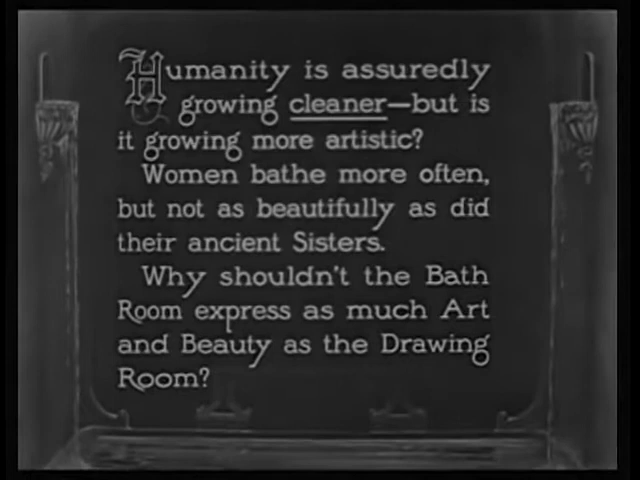 Humanity is assuredly
growing cleaner—but is
it growing more artistic?
Women bathe more often,
but not as beautifully as did
their ancient Sisters.
Why shouldn't the Bath
Room express as much Art
and Beauty as the Drawing
Room?